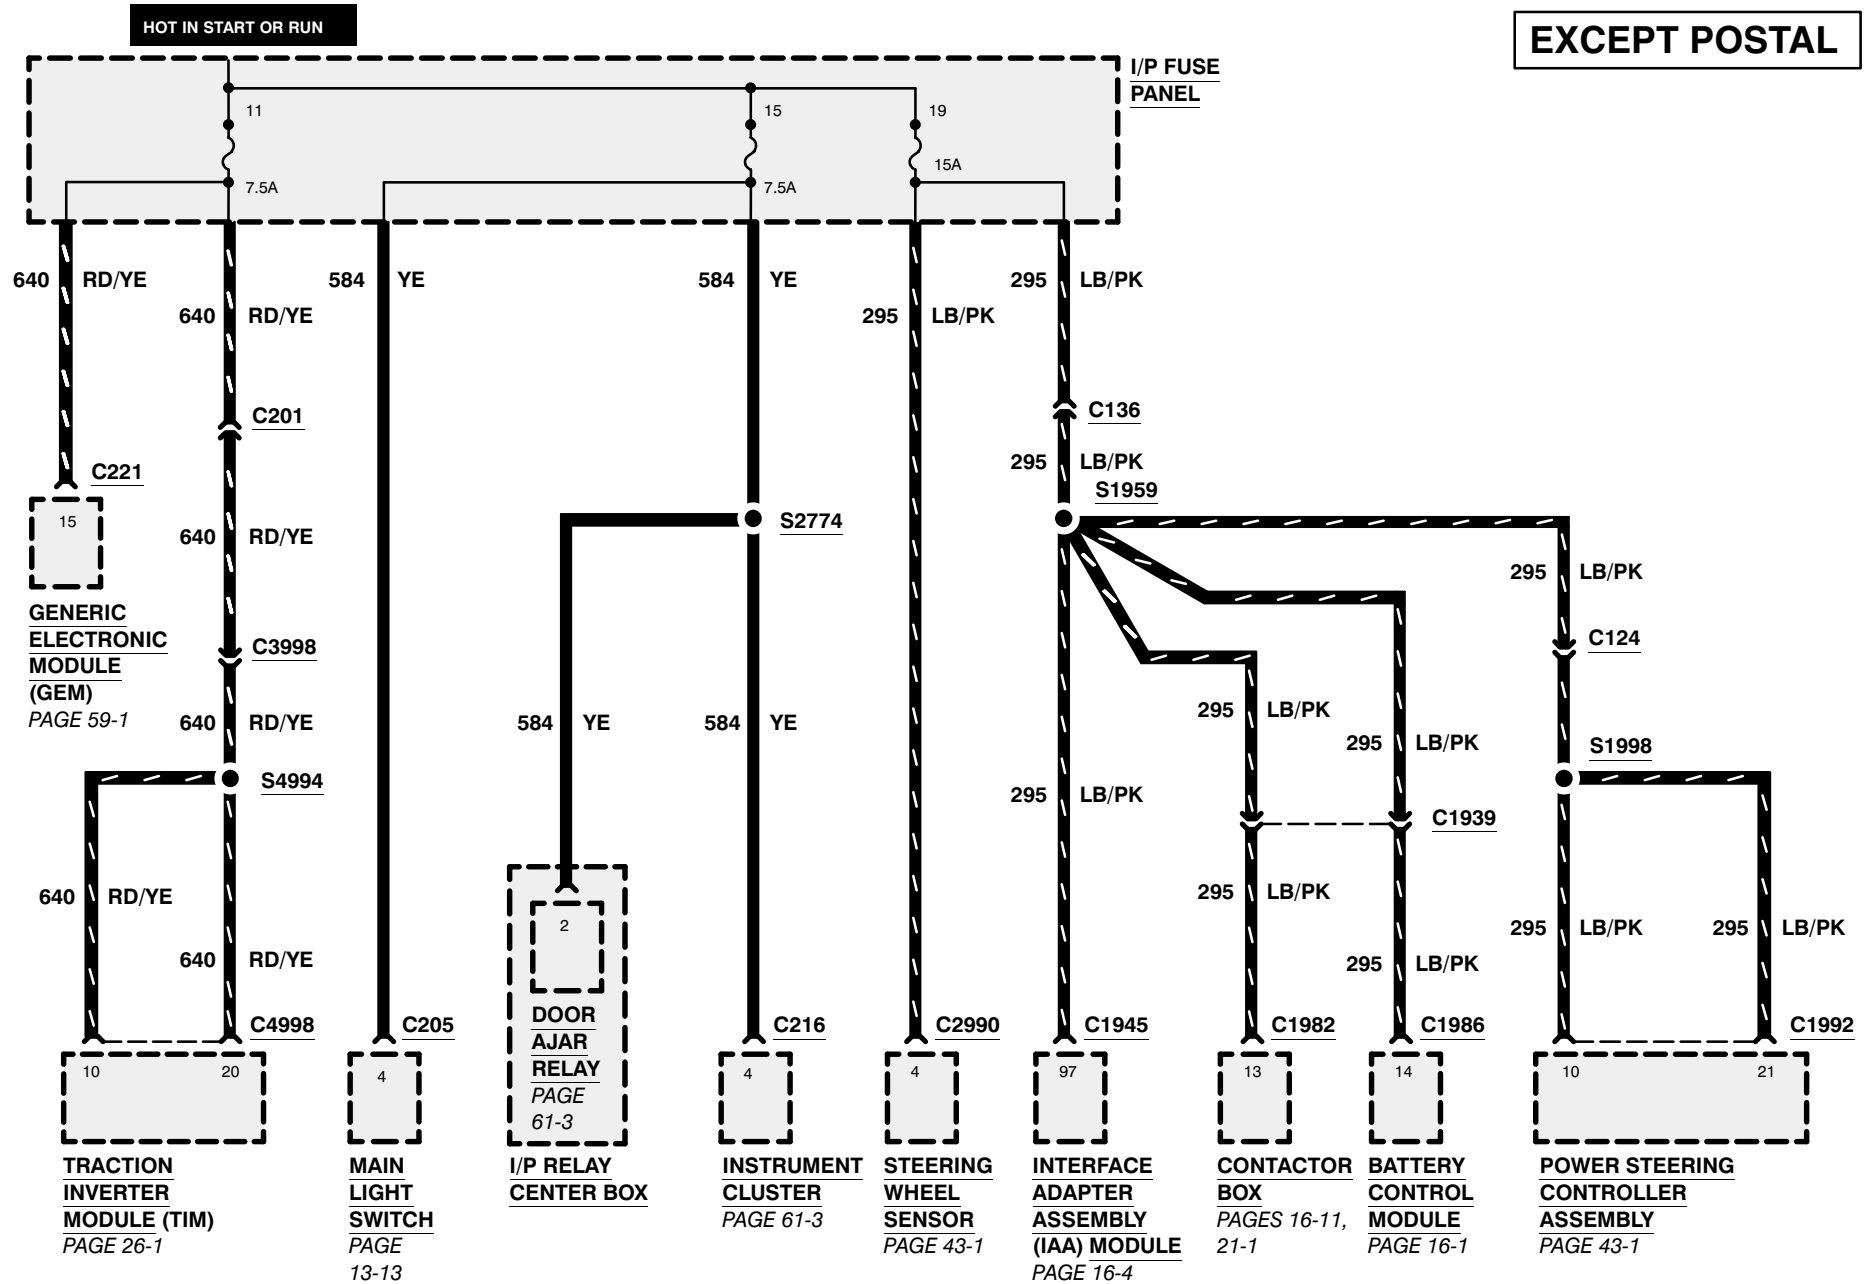 HOT IN START OR RUN
EXCEPT POSTAL
I/P FUSE
PANEL
11
15
19
15A
7.5A
7.5A
640 RD/YE
584 YE
584 YE
295 LB/PK
640 RD/YE
295 LB/PK
C201
C136
C221
295 LB/PK
S1959
15
S2774
640 RD/YE
295 LB/PK
GENERIC
ELECTRONIC
MODULE
(GEM)
PAGE 59-1
C3998
C124
640 RD/YE
584 YE
584 YE
295 LB/PK
295 LB/PK
S1998
S4994
295 LB/PK
C1939
640 RD/YE
295 LB/PK
2
295 LB/PK
295 LB/PK
640 RD/YE
295 LB/PK
DOOR
AJAR
RELAY
PAGE
61-3
C4998
C205
C216
C2990
C1945
C1982
C1986
C1992
10
20
4
4
4
97
13
14
10
21
TRACTION
INVERTER
MODULE (TIM)
PAGE 26-1
MAIN
LIGHT
SWITCH
PAGE
13-13
I/P RELAY
CENTER BOX
INSTRUMENT
CLUSTER
PAGE 61-3
STEERING
WHEEL
SENSOR
PAGE 43-1
INTERFACE
ADAPTER
ASSEMBLY
(IAA) MODULE
PAGE 16-4
CONTACTOR
BOX
PAGES 16-11,
21-1
BATTERY
CONTROL
MODULE
PAGE 16-1
POWER STEERING
CONTROLLER
ASSEMBLY
PAGE 43-1